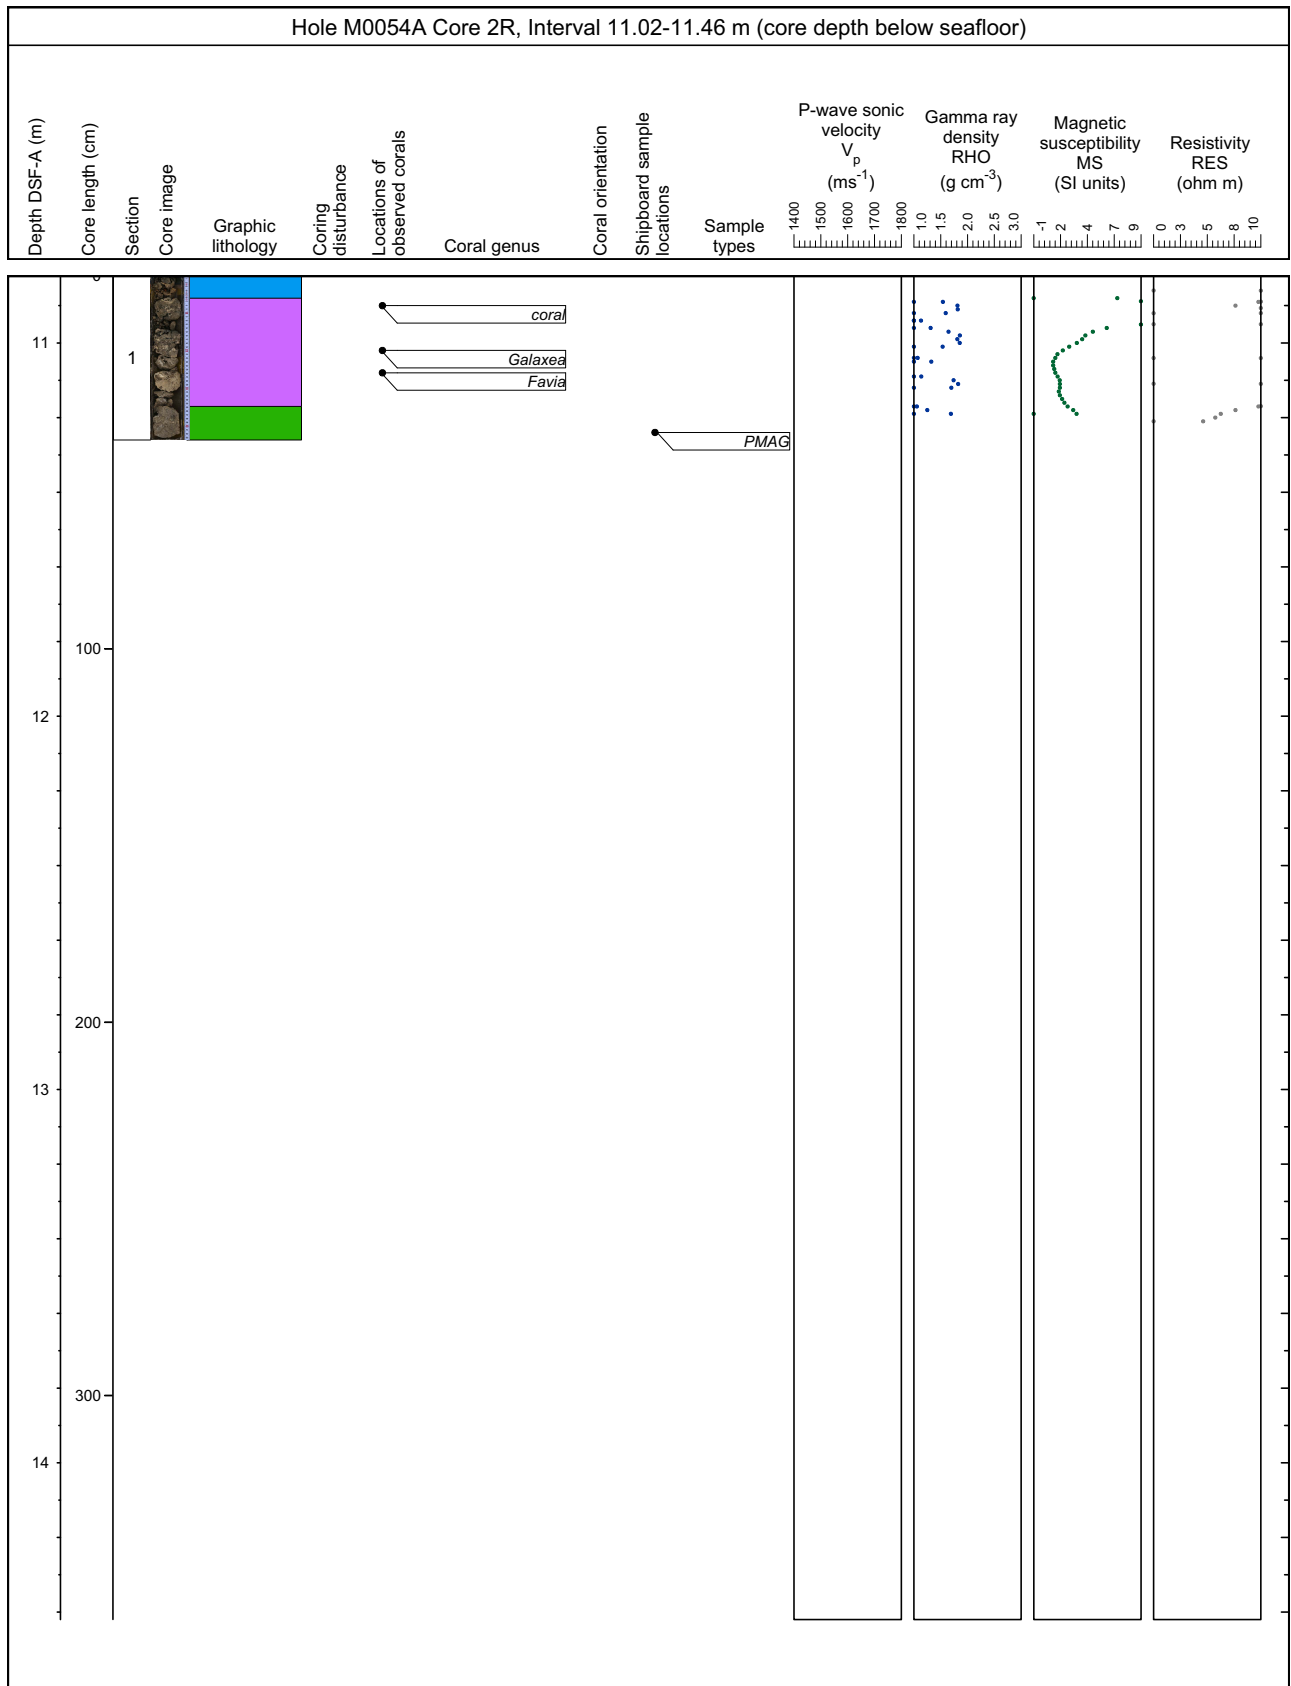 Hole M0054A Core 2R, Interval 11.02-11.46 m (core depth below seafloor)
Depth DSF-A (m)
Core length (cm)
Section
Core image
Graphic
lithology
Coring
disturbance
Locations of
observed corals
Coral genus
Coral orientation
Shipboard sample
locations
Sample
types
P-wave sonic
velocity
Vp
(ms-1)
1400 1500 1600 1700 1800
Gamma ray
density
RHO
(g cm-3)
1.0 1.5 2.0 2.5 3.0
Magnetic
susceptibility
MS
(SI units)
-1 2 4 7 9
Resistivity
RES
(ohm m)
0 3 5 8 10
coral
11
1
Galaxea
Favia
PMAG
100
12
200
13
300
14